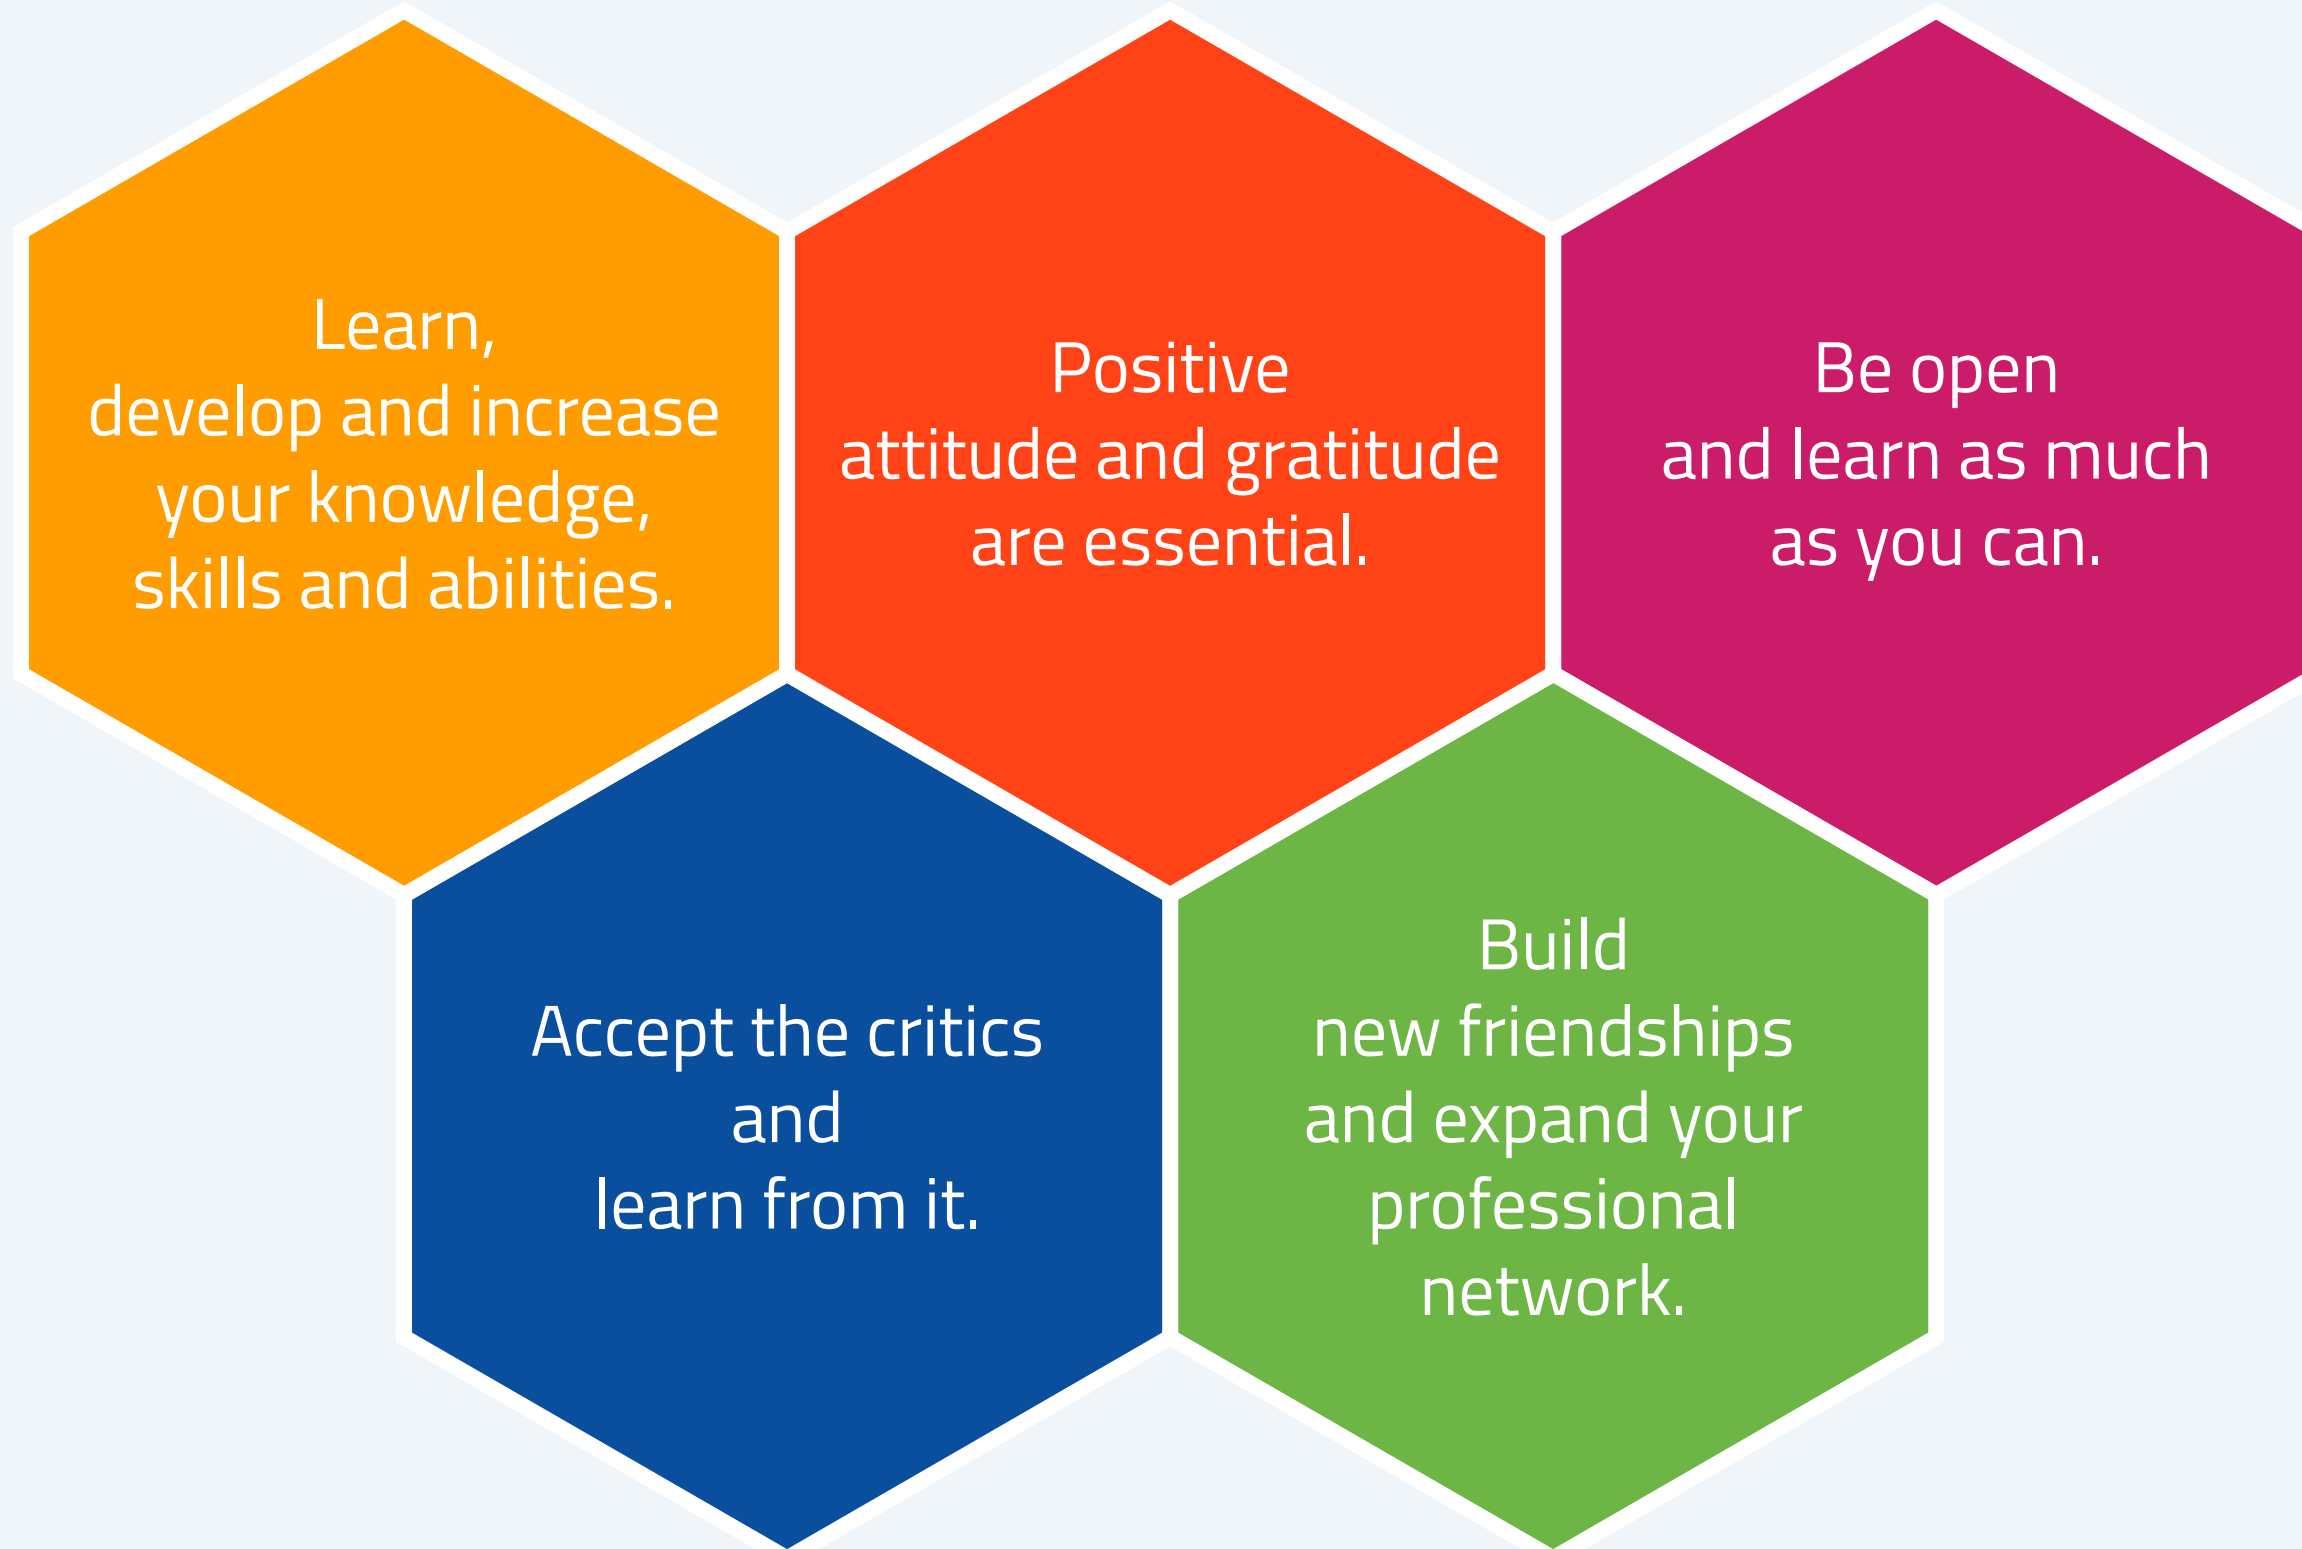 Learn,
develop and increase
your knowledge,
skills and abilities.
Positive
attitude and gratitude
are essential.
Be open
and learn as much
as you can.
Accept the critics
and
learn from it.
Build
new friendships
and expand your
professional
network.